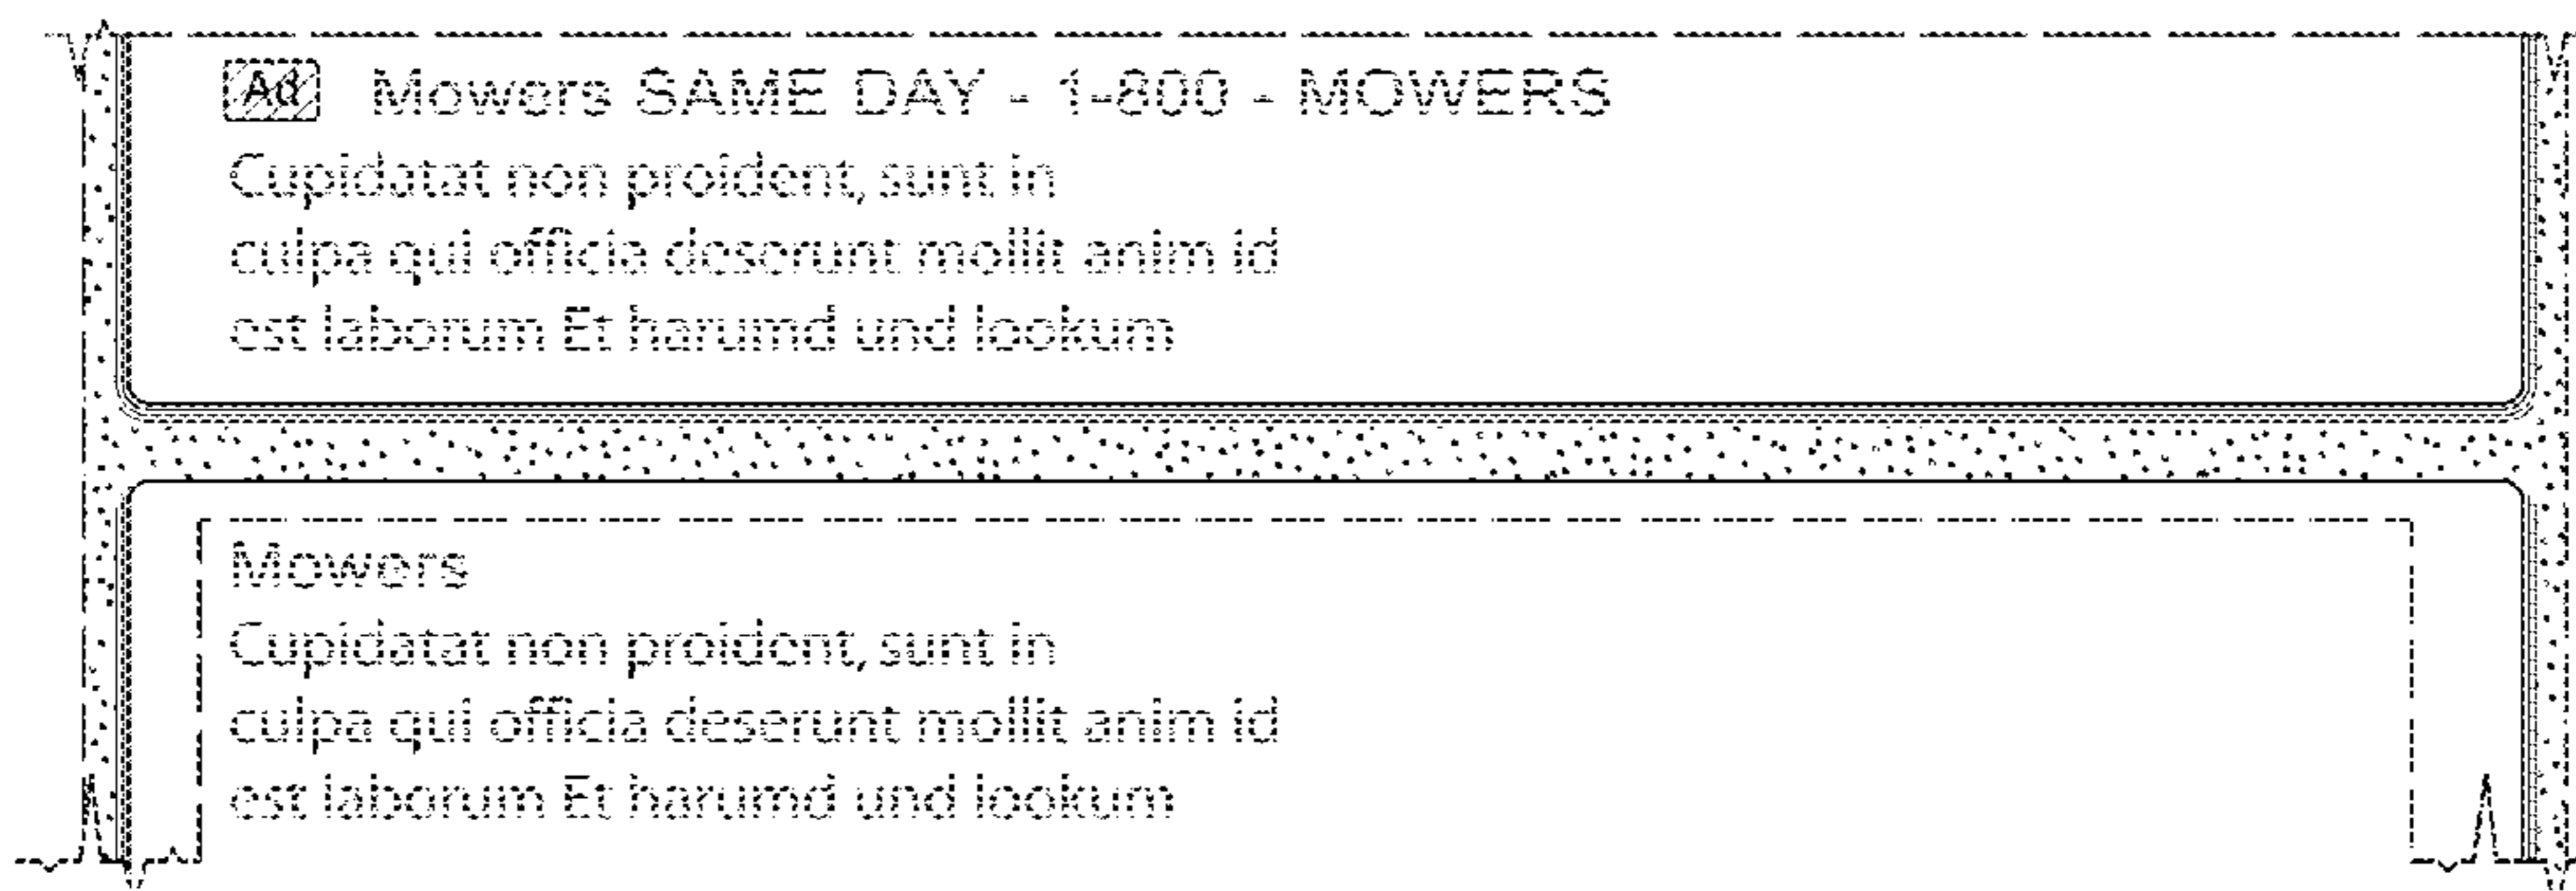 Ad Mowers SAME DAY - 1-800 - MOWERS
Cupidatat non proident, sunt in
culpa qui officia deserunt mollit anim id
est laborum Et harumd und lookum
Mowers
Cupidatat non proident, sunt in
culpa qui officia deserunt mollit anim id
est laborum Et harumd und lookum